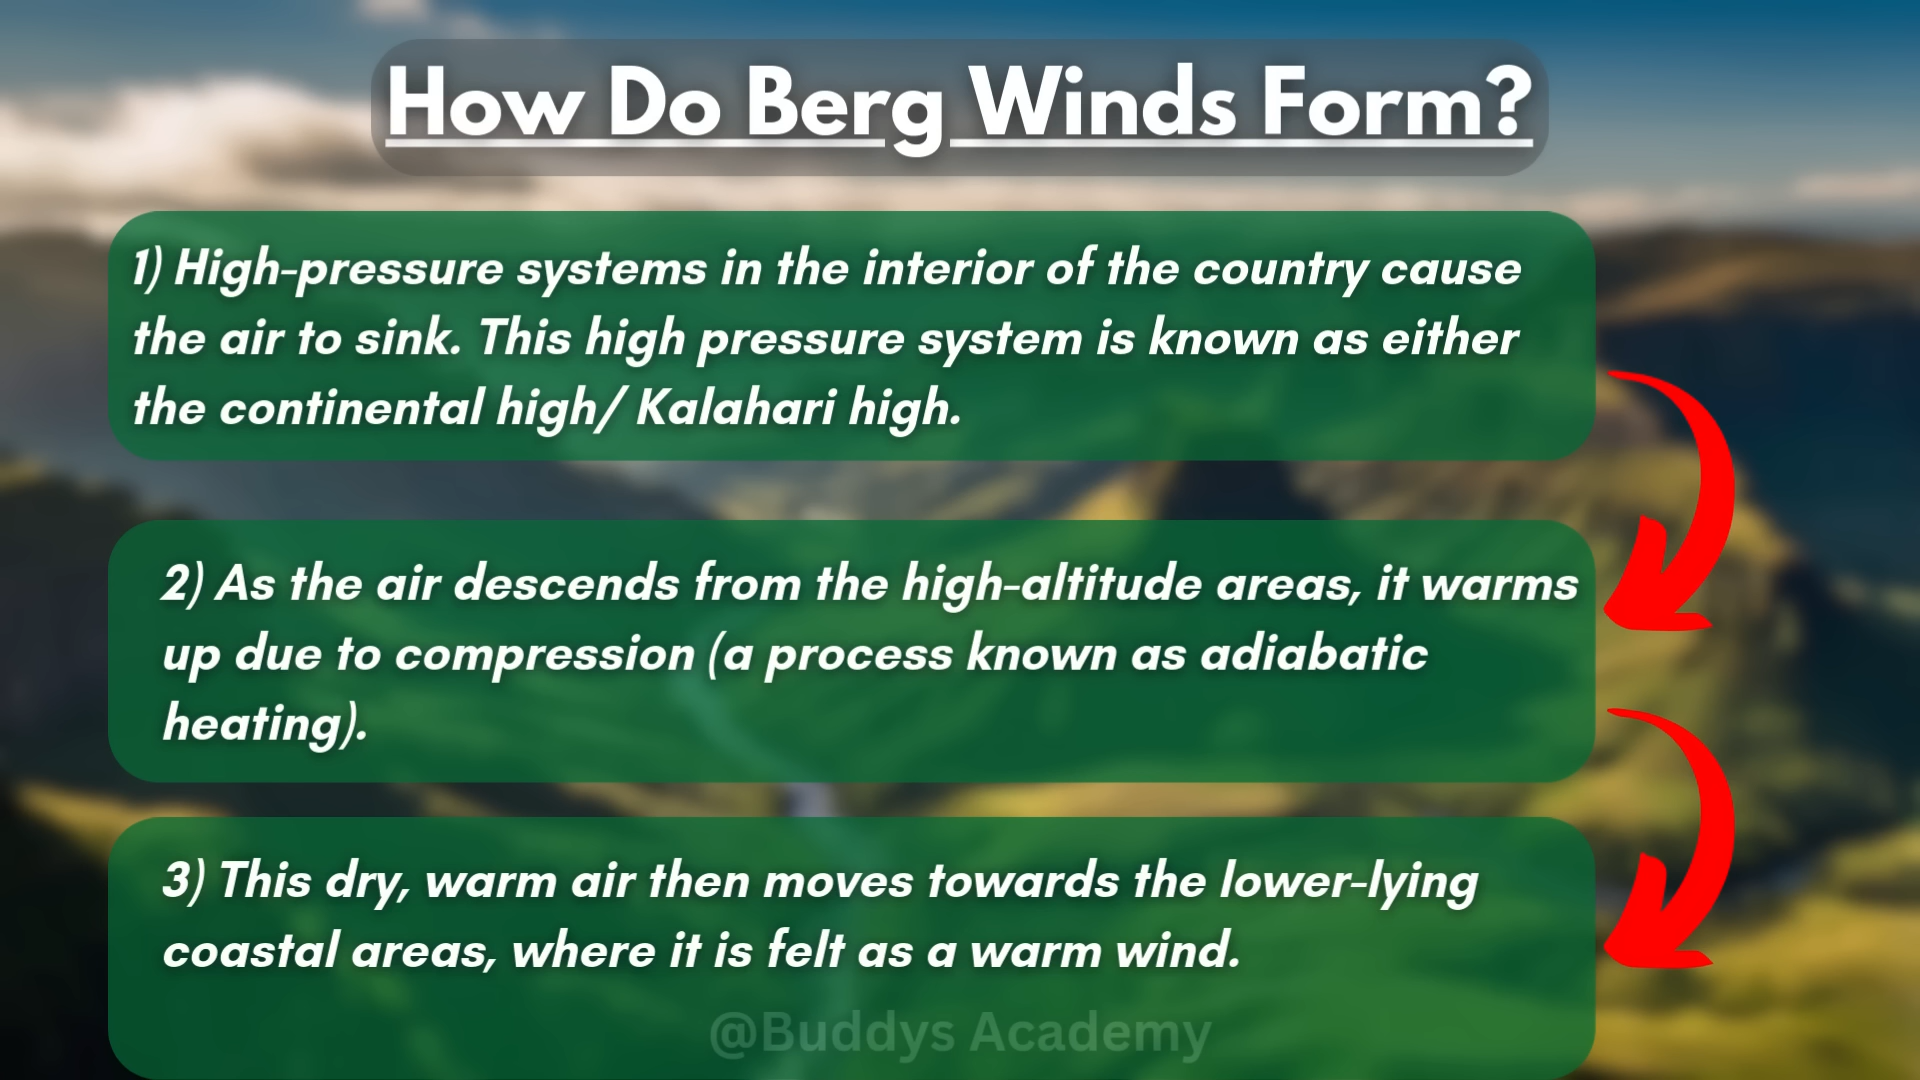 How Do Berg Winds Form?
1) High-pressure systems in the interior of the country cause
the air to sink. This high pressure system is known as either
the continental high/ Kalahari high.
2) As the air descends from the high-altitude areas, it warms
up due to compression (a process known as adiabatic
heating).
3) This dry, warm air then moves towards the lower-lying
coastal areas, where it is felt as a warm wind.
@Buddys Academy